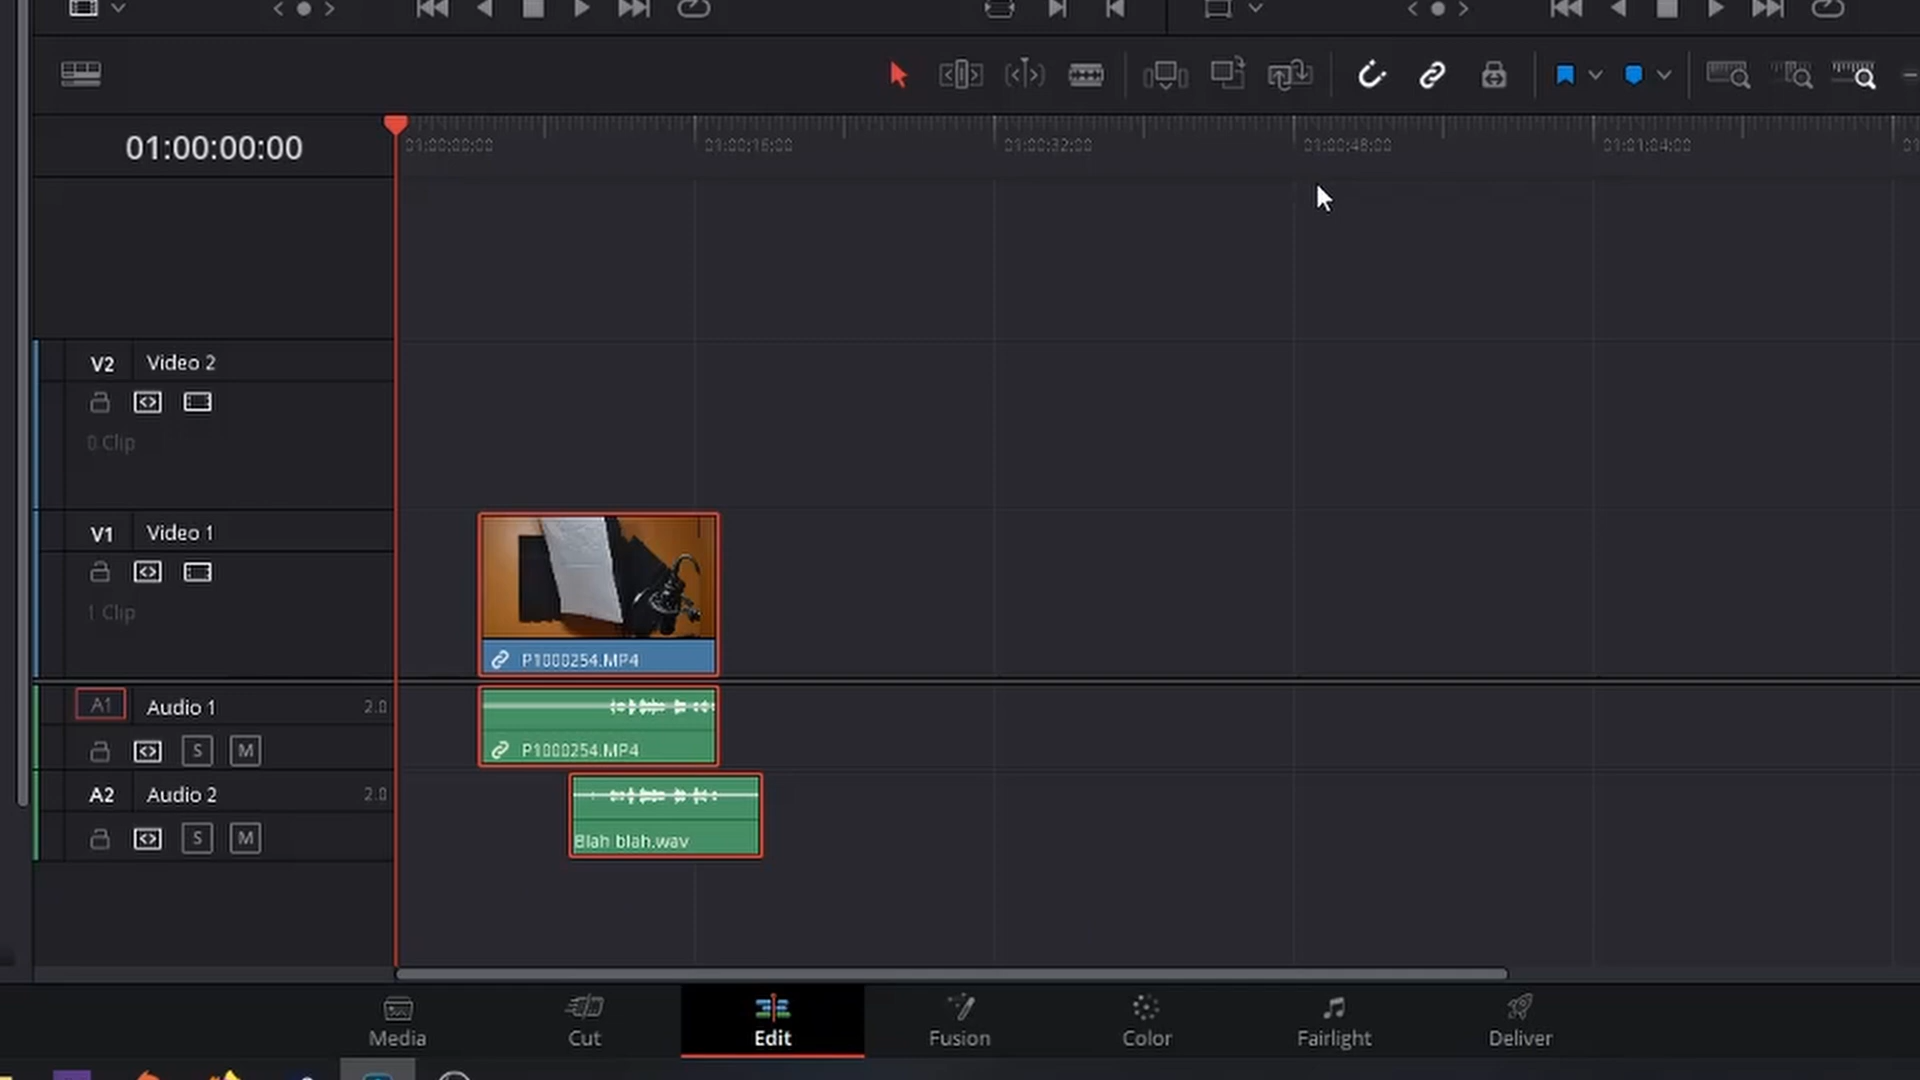 01:00:00:00
01:00:00:00
01:00:16:00
01:00:32:00
01:00:48:00
01:01:04:00
V2 Video 2
0 Clip
V1 Video 1
1 Clip
P1000254.MP4
A1 Audio 1 2.0
S M
P1000254.MP4
A2 Audio 2 2.0
S M
Blah blah.wav
Media Cut Edit Fusion Color Fairlight Deliver